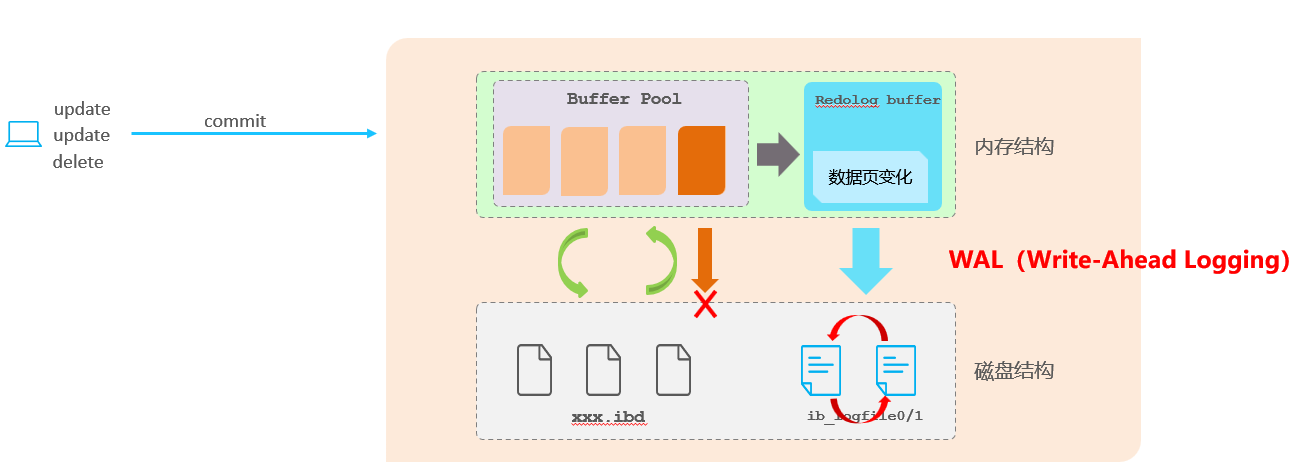 update
update
delete
commit
Buffer Pool
Redolog buffer
数据页变化
内存结构
WAL（Write-Ahead Logging）
xxx.ibd
ib_logfile0/1
磁盘结构